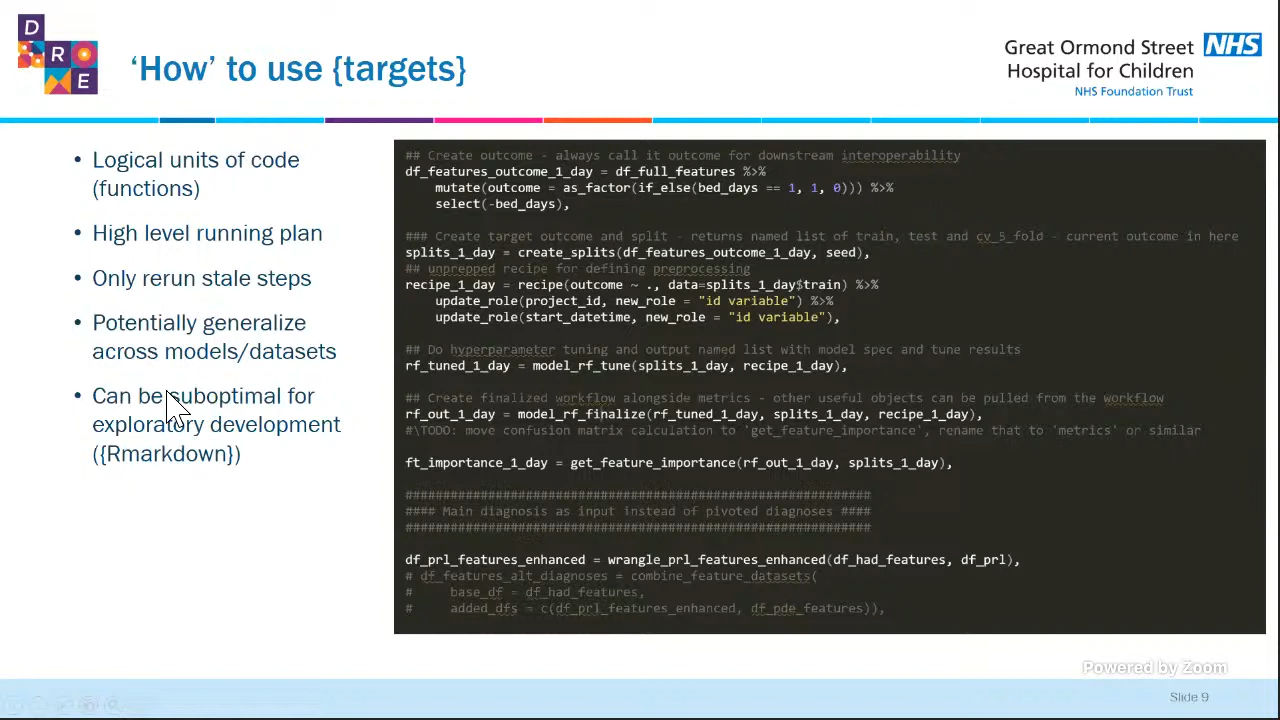 D
R
E
'How' to use {targets}
Great Ormond Street NHS
Hospital for Children
NHS Foundation Trust
• Logical units of code
(functions)
• High level running plan
• Only rerun stale steps
• Potentially generalize
across models/datasets
• Can be suboptimal for
exploratory development
({Rmarkdown})
## Create outcome - always call it outcome for downstream interoperability
df_features_outcome_1_day = df_full_features %>%
mutate(outcome = as_factor(if_else(bed_days == 1, 1, 0))) %>%
select(-bed_days),
### Create target outcome and split - returns named list of train, test and cv_5_fold - current outcome in here
splits_1_day = create_splits(df_features_outcome_1_day, seed),
## unprepped recipe for defining preprocessing
recipe_1_day = recipe(outcome ~ ., data=splits_1_day$train) %>%
update_role(project_id, new_role = "id variable") %>%
update_role(start_datetime, new_role = "id variable"),
## Do hyperparameter tuning and output named list with model spec and tune results
rf_tuned_1_day = model_rf_tune(splits_1_day, recipe_1_day),
## Create finalized workflow alongside metrics - other useful objects can be pulled from the workflow
rf_out_1_day = model_rf_finalize(rf_tuned_1_day, splits_1_day, recipe_1_day),
#\TODO: move confusion matrix calculation to 'get_feature_importance', rename that to 'metrics' or similar
ft_importance_1_day = get_feature_importance(rf_out_1_day, splits_1_day),
##############################################################
#### Main diagnosis as input instead of pivoted diagnoses ####
##############################################################
df_prl_features_enhanced = wrangle_prl_features_enhanced(df_had_features, df_prl),
# df_features_alt_diagnoses = combine_feature_datasets(
# base_df = df_had_features,
# added_dfs = c(df_prl_features_enhanced, df_pde_features)),
Powered by Zoom
Slide 9